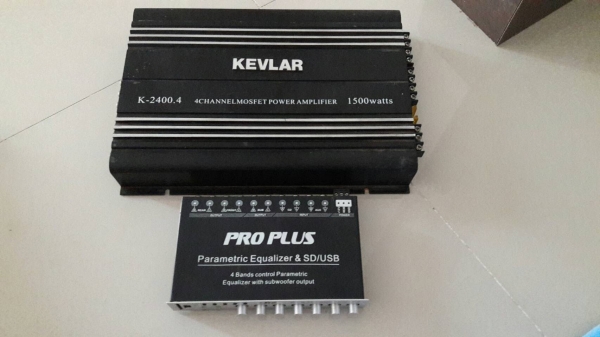 KEVLAR
K-2400.4 4CHANNELMOSFET POWER AMPLIFIER 1500watts
PRO PLUS
Parametric Equalizer & SD/USB
4 Bands control Parametric
Equalizer with subwoofer output